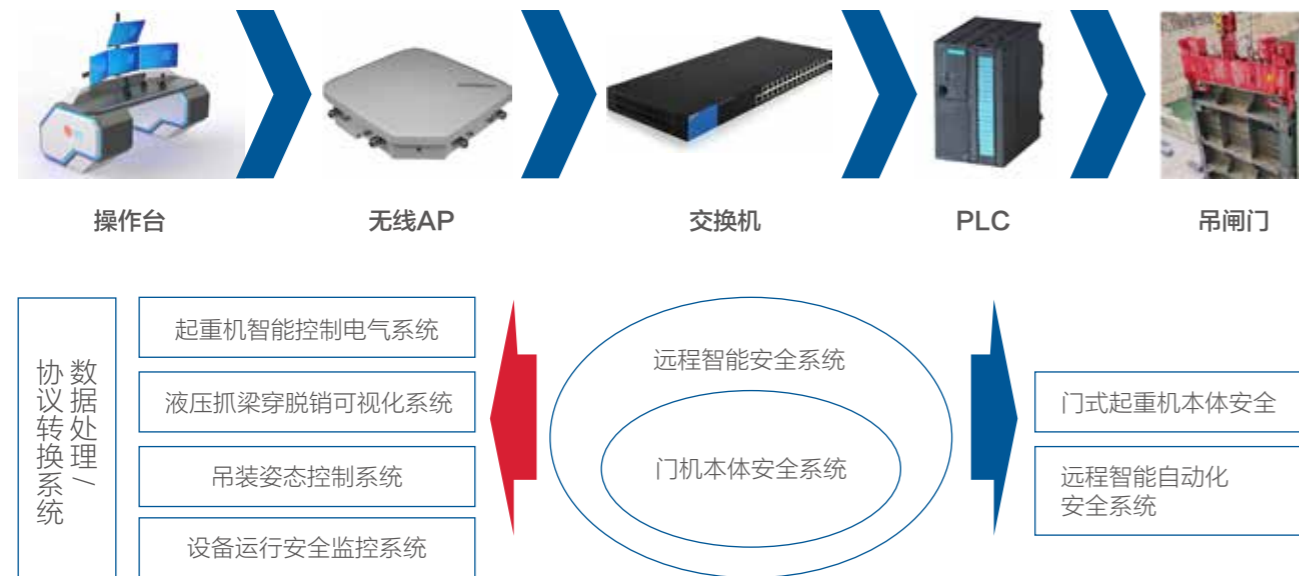 操作台
无线AP
交换机
PLC
吊闸门
数据处理/
协议转换系统
起重机智能控制电气系统
液压抓梁穿脱销可视化系统
吊装姿态控制系统
设备运行安全监控系统
远程智能安全系统
门机本体安全系统
门式起重机本体安全
远程智能自动化
安全系统